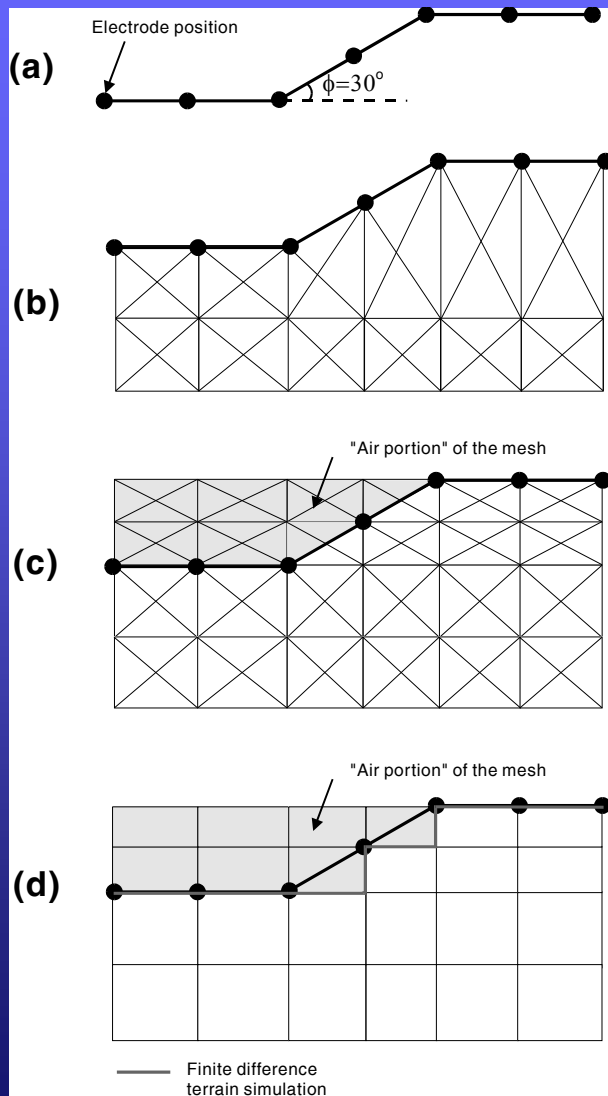 Electrode position
(a)
ϕ=30°
(b)
"Air portion" of the mesh
(c)
"Air portion" of the mesh
(d)
Finite difference
terrain simulation